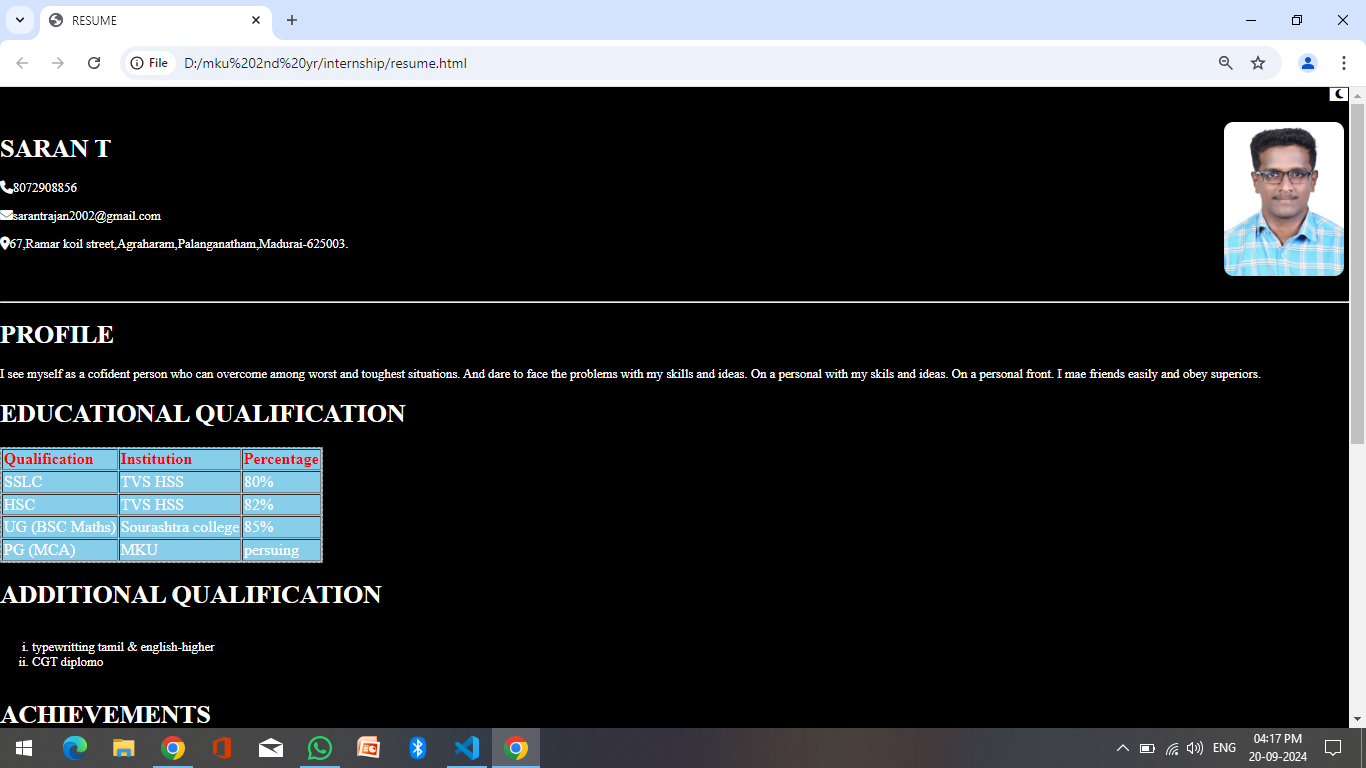 RESUME
File D:/mku%202nd%20yr/internship/resume.html
SARAN T
8072908856
sarantrajan2002@gmail.com
67,Ramar koil street,Agraharam,Palanganatham,Madurai-625003.
PROFILE
I see myself as a cofident person who can overcome among worst and toughest situations. And dare to face the problems with my skills and ideas. On a personal with my skils and ideas. On a personal front. I mae friends easily and obey superiors.
EDUCATIONAL QUALIFICATION
Qualification Institution Percentage
SSLC TVS HSS 80%
HSC TVS HSS 82%
UG (BSC Maths) Sourashtra college 85%
PG (MCA) MKU persuing
ADDITIONAL QUALIFICATION
i. typewritting tamil & english-higher
ii. CGT diplomo
ACHIEVEMENTS
ENG
04:17 PM
20-09-2024